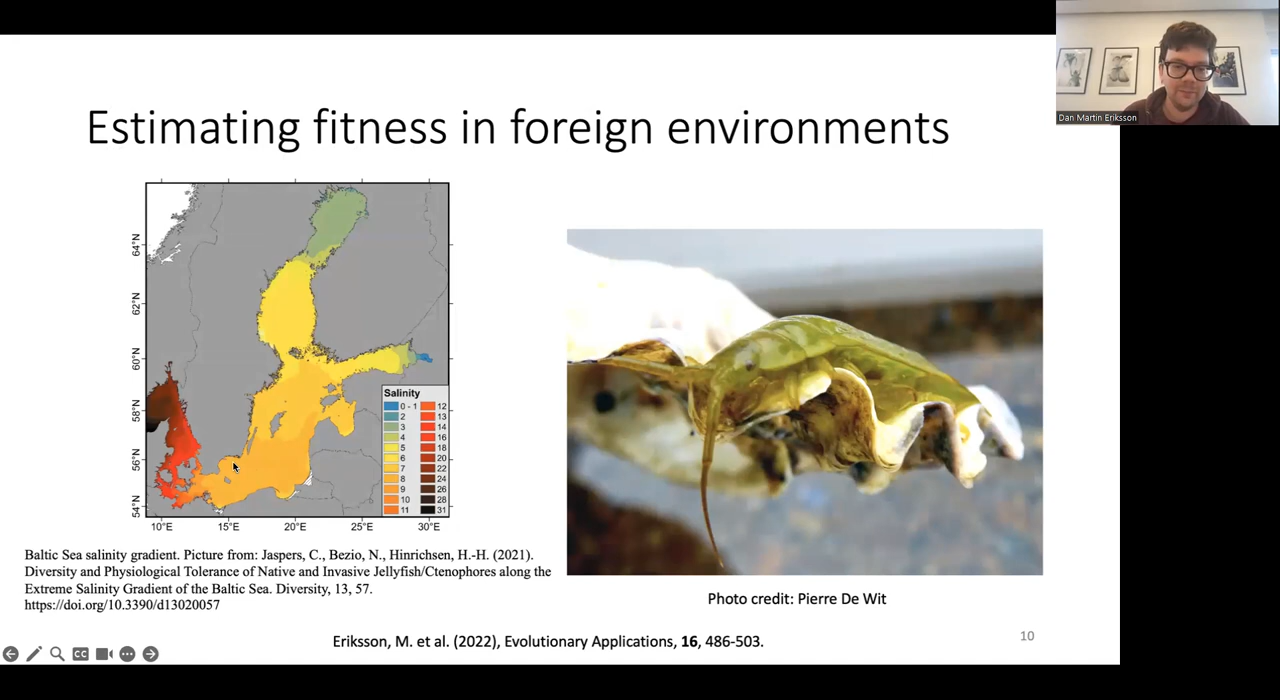 Dan Martin Eriksson
Estimating fitness in foreign environments
64°N
62°N
60°N
58°N
56°N
54°N
10°E 15°E 20°E 25°E 30°E
Salinity
0 - 1 12
2 13
3 14
4 16
5 18
6 20
7 22
8 24
9 26
10 28
11 31
Baltic Sea salinity gradient. Picture from: Jaspers, C., Bezio, N., Hinrichsen, H.-H. (2021).
Diversity and Physiological Tolerance of Native and Invasive Jellyfish/Ctenophores along the
Extreme Salinity Gradient of the Baltic Sea. Diversity, 13, 57.
https://doi.org/10.3390/d13020057
Photo credit: Pierre De Wit
Eriksson, M. et al. (2022), Evolutionary Applications, 16, 486-503.
10
CC